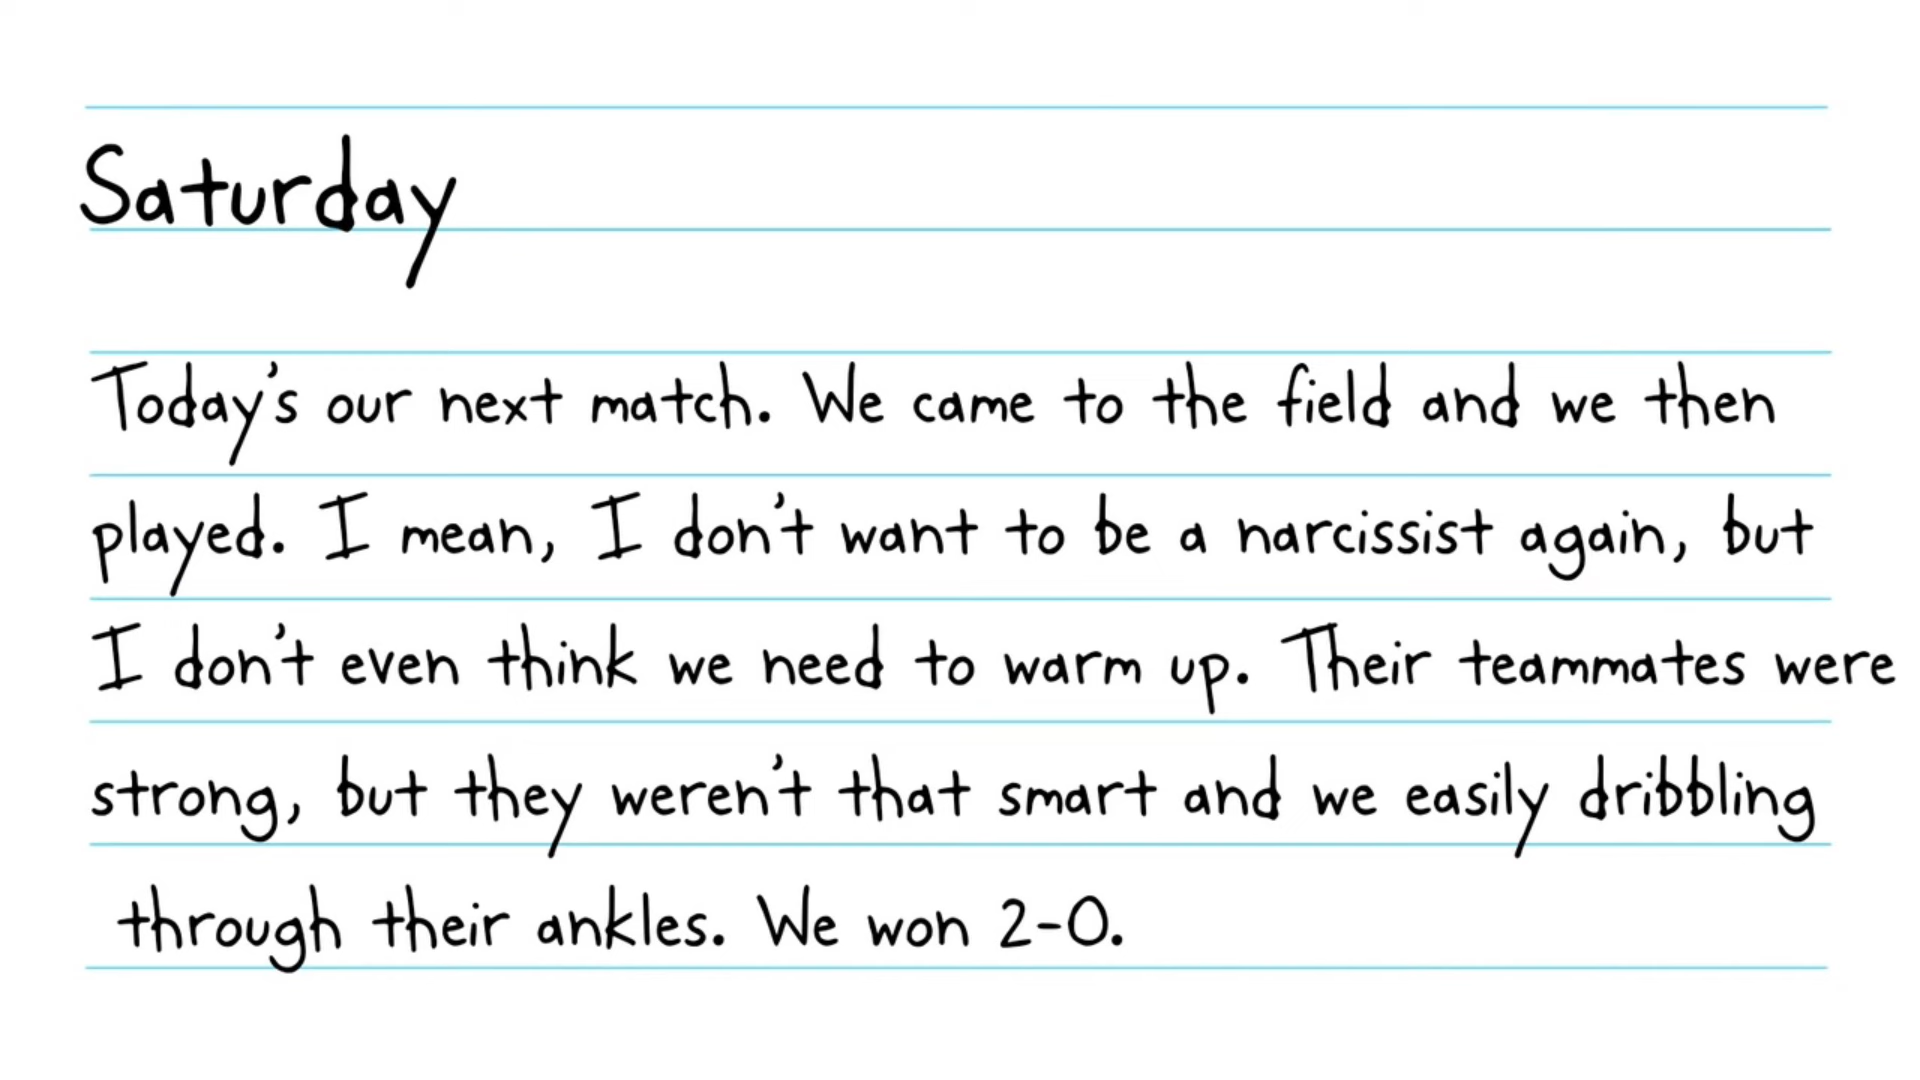 Saturday
Today's our next match. We came to the field and we then
played. I mean, I don't want to be a narcissist again, but
I don't even think we need to warm up. Their teammates were
strong, but they weren't that smart and we easily dribbling
through their ankles. We won 2-0.